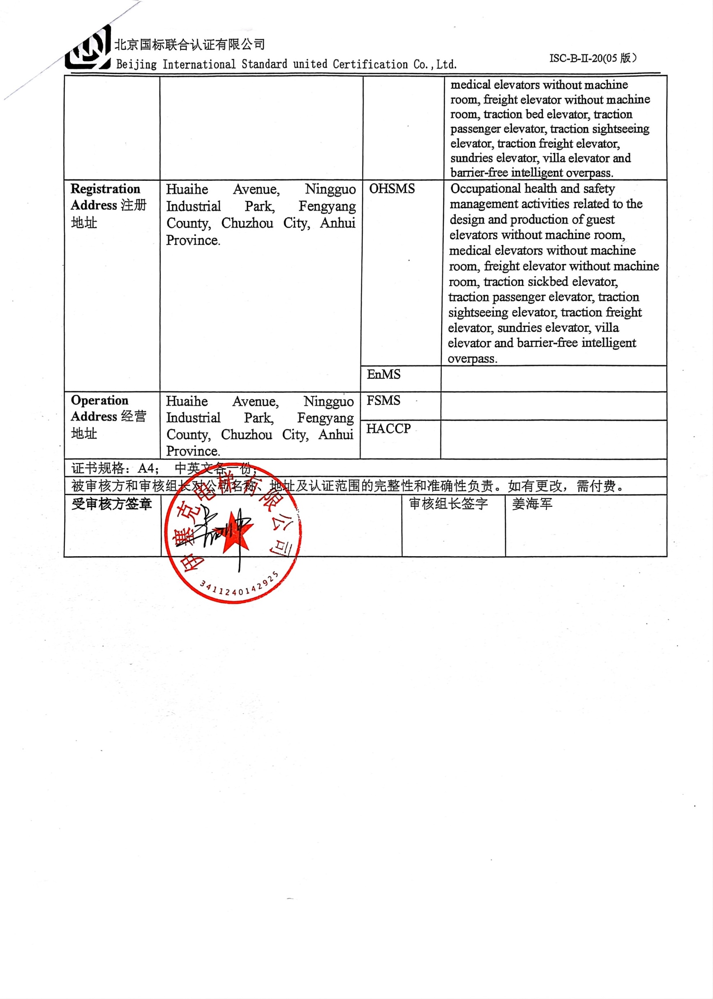 北京国标联合认证有限公司
Beijing International Standard united Certification Co.,Ltd.
ISC-B-II-20(05 版）
medical elevators without machine
room, freight elevator without machine
room, traction bed elevator, traction
passenger elevator, traction sightseeing
elevator, traction freight elevator,
sundries elevator, villa elevator and
barrier-free intelligent overpass.
Registration
Address 注册
地址
Huaihe Avenue, Ningguo
Industrial Park, Fengyang
County, Chuzhou City, Anhui
Province.
OHSMS
Occupational health and safety
management activities related to the
design and production of guest
elevators without machine room,
medical elevators without machine
room, freight elevator without machine
room, traction sickbed elevator,
traction passenger elevator, traction
sightseeing elevator, traction freight
elevator, sundries elevator, villa
elevator and barrier-free intelligent
overpass.
EnMS
Operation
Address 经营
地址
Huaihe Avenue, Ningguo
Industrial Park, Fengyang
County, Chuzhou City, Anhui
Province.
FSMS
HACCP
证书规格：A4； 中英文各一份；
被审核方和审核组长对公司名称、地址及认证范围的完整性和准确性负责。如有更改，需付费。
受审核方签章
审核组长签字
姜海军
伊塞克电梯有限公司
3411240142925